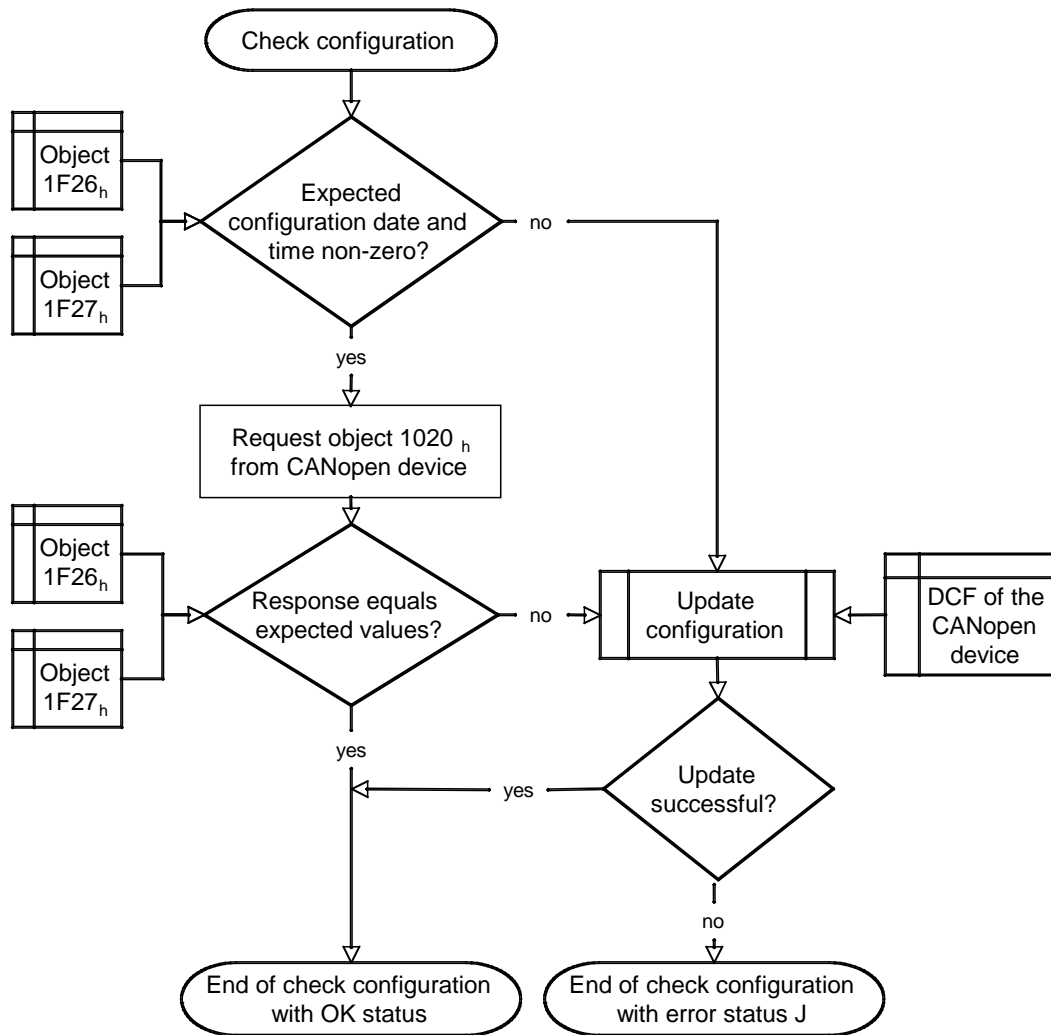 Check configuration
Object
1F26h
Expected
configuration date and
time non-zero?
no
Object
1F27h
yes
Request object 1020 h
from CANopen device
Object
1F26h
Response equals
expected values?
no
Update
configuration
DCF of the
CANopen
device
Object
1F27h
yes
yes
Update
successful?
no
End of check configuration
with OK status
End of check configuration
with error status J